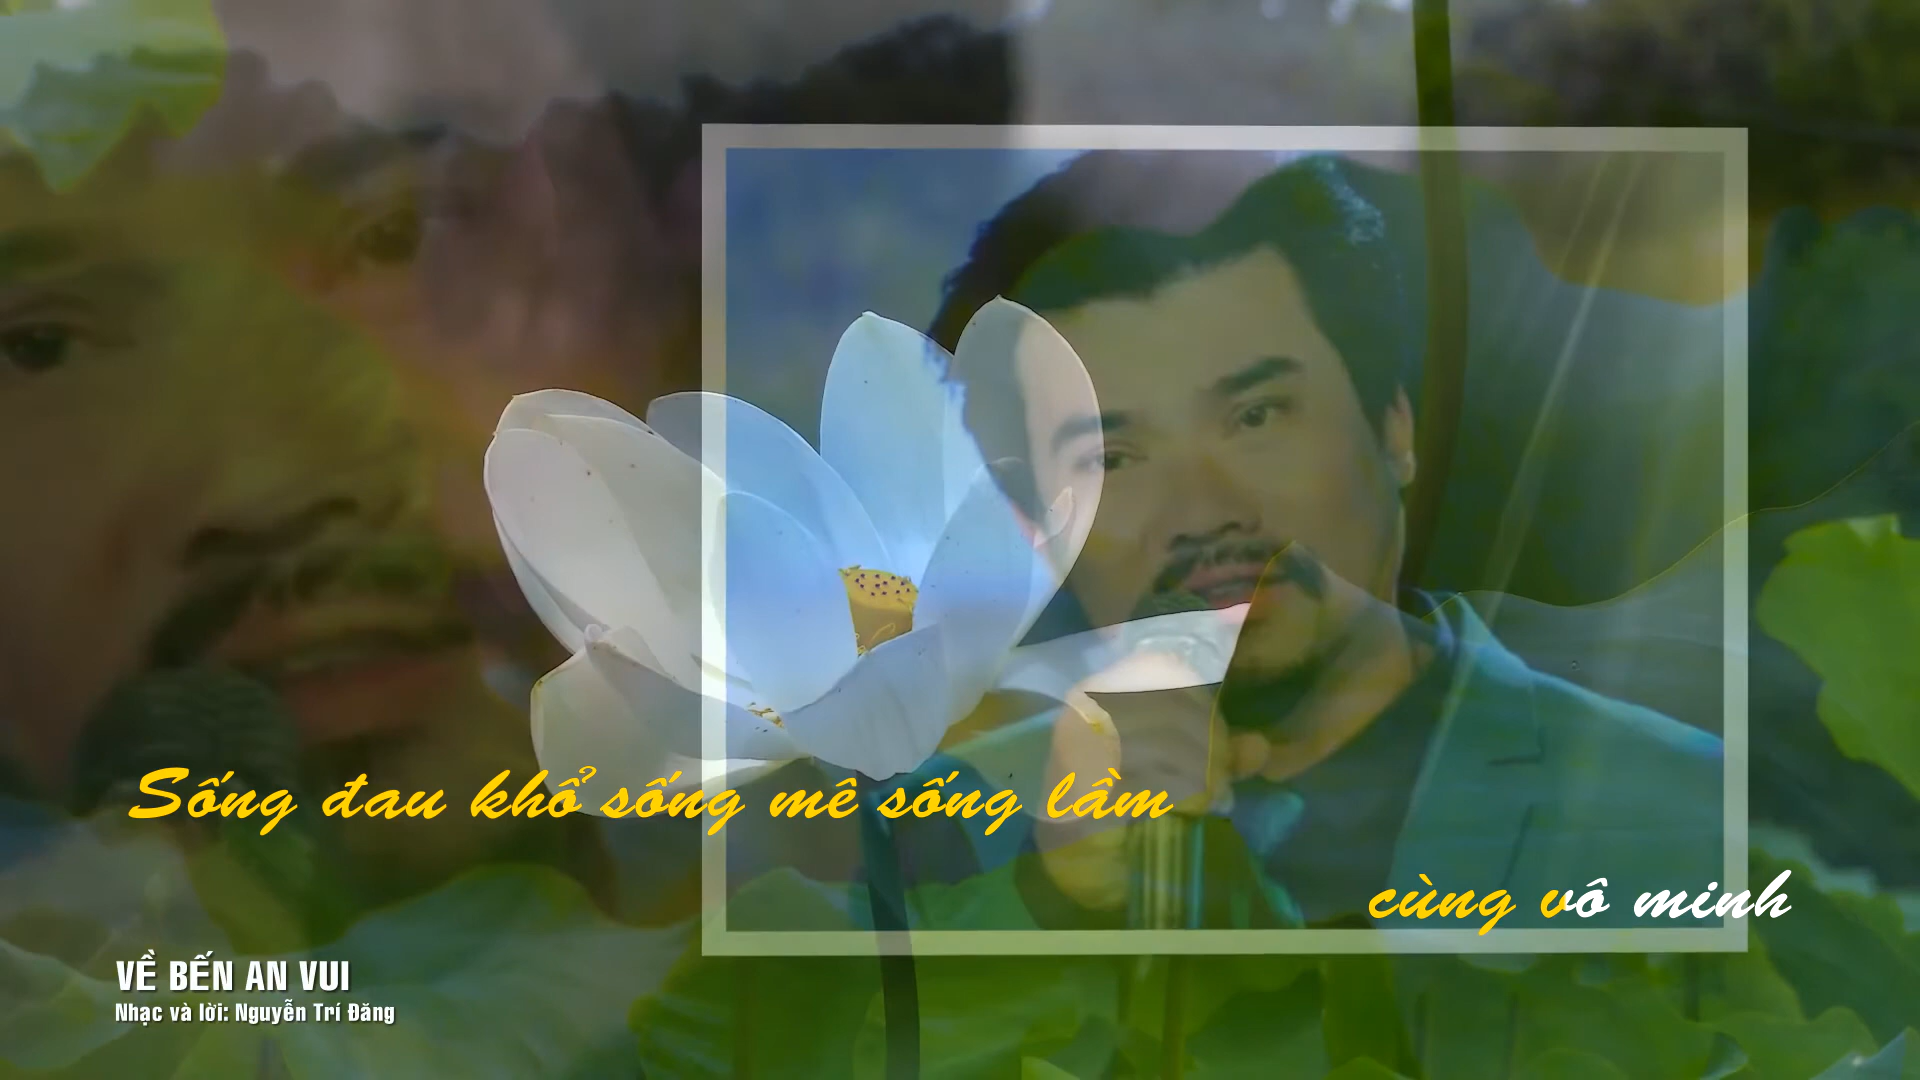 Sống đau khổ sống mê sống lầm
cùng vô minh
VỀ BẾN AN VUI
Nhạc và lời: Nguyễn Trí Đăng